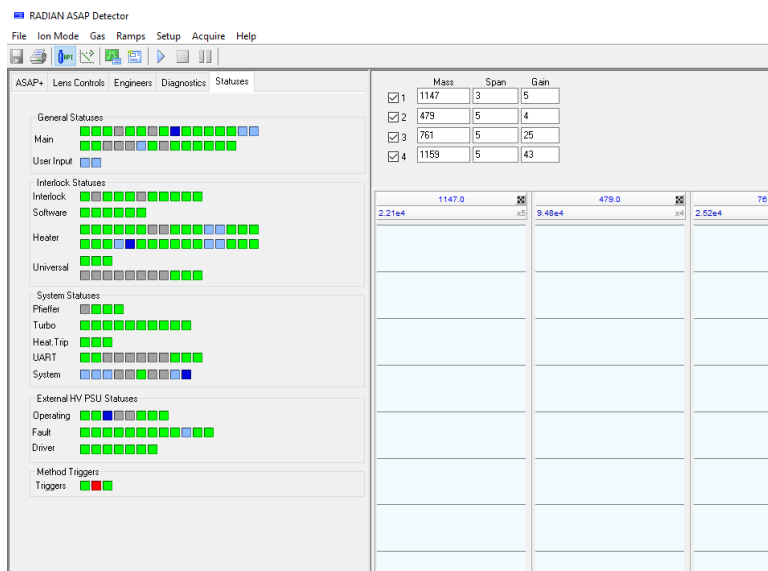 RADIAN ASAP Detector
File Ion Mode Gas Ramps Setup Acquire Help
API
ASAP+ Lens Controls Engineers Diagnostics Statuses
General Statuses
Main
User Input
Interlock Statuses
Interlock
Software
Heater
Universal
System Statuses
Pfieffer
Turbo
Heat.Trip
UART
System
External HV PSU Statuses
Operating
Fault
Driver
Method Triggers
Triggers
Mass Span Gain
1 1147 3 5
2 479 5 4
3 761 5 25
4 1159 5 43
1147.0 479.0 76
2.21e4 x5 9.48e4 x4 2.52e4